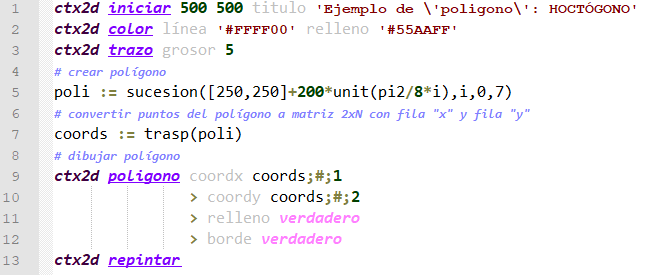 1 ctx2d iniciar 500 500 titulo 'Ejemplo de \'poligono\': HOCTÓGONO'
2 ctx2d color línea '#FFFF00' relleno '#55AAFF'
3 ctx2d trazo grosor 5
4 # crear polígono
5 poli := sucesion([250,250]+200*unit(pi2/8*i),i,0,7)
6 # convertir puntos del polígono a matriz 2xN con fila "x" y fila "y"
7 coords := trasp(poli)
8 # dibujar polígono
9 ctx2d poligono coordx coords;#;1
10 > coordy coords;#;2
11 > relleno verdadero
12 > borde verdadero
13 ctx2d repintar